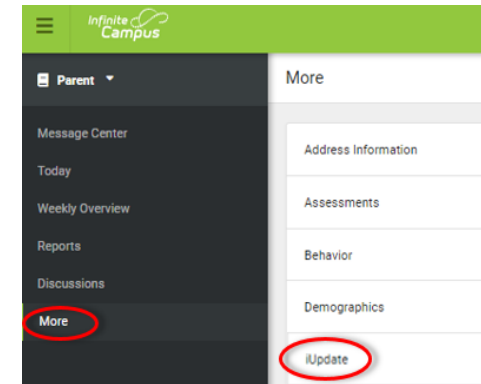 Infinite
Campus
Parent
Message Center
Today
Weekly Overview
Reports
Discussions
More
More
Address Information
Assessments
Behavior
Demographics
iUpdate